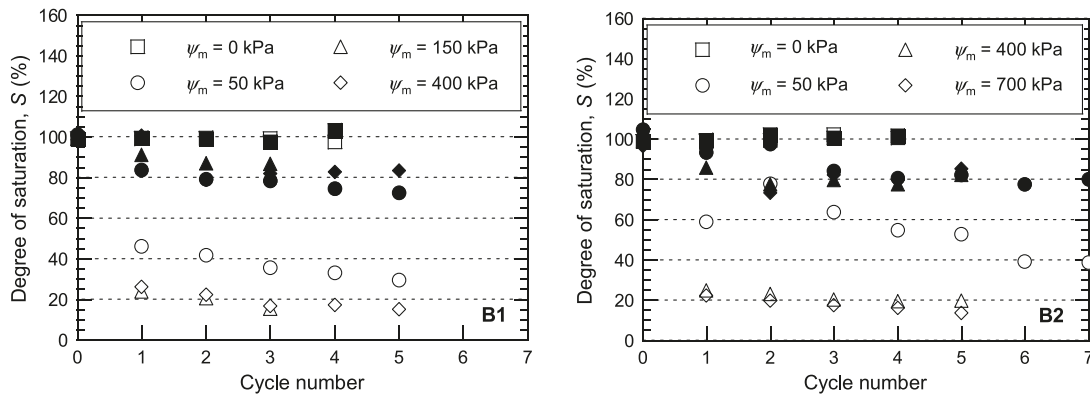 160
140
120
100
80
60
40
20
0
Degree of saturation, S (%)
ψm = 0 kPa
ψm = 150 kPa
ψm = 50 kPa
ψm = 400 kPa
B1
0 1 2 3 4 5 6 7
Cycle number
160
140
120
100
80
60
40
20
0
Degree of saturation, S (%)
ψm = 0 kPa
ψm = 400 kPa
ψm = 50 kPa
ψm = 700 kPa
B2
0 1 2 3 4 5 6 7
Cycle number